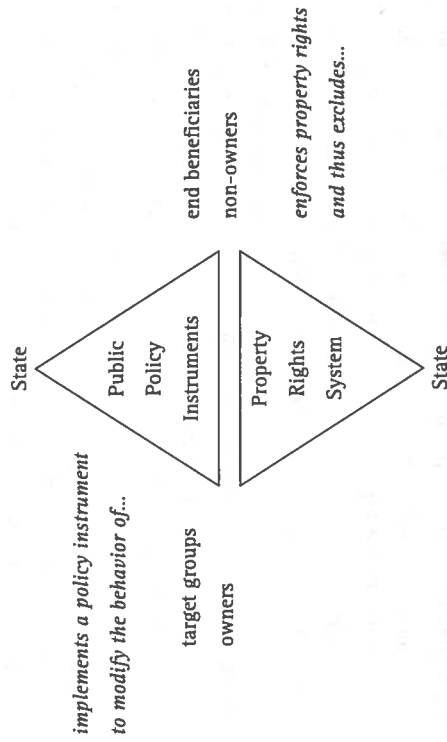 State
implements a policy instrument
to modify the behavior of...
Public
Policy
Instruments
target groups
end beneficiaries
owners
non-owners
Property
Rights
System
enforces property rights
and thus excludes...
State